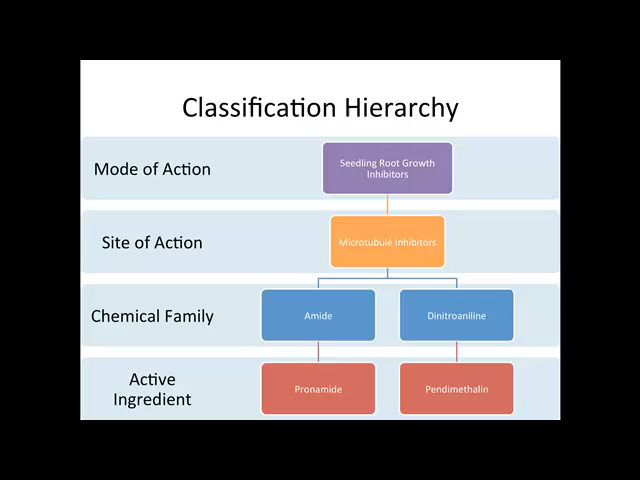 Classification Hierarchy
Mode of Action
Seedling Root Growth
Inhibitors
Site of Action
Microtubule Inhibitors
Chemical Family
Amide
Dinitroaniline
Active
Ingredient
Pronamide
Pendimethalin